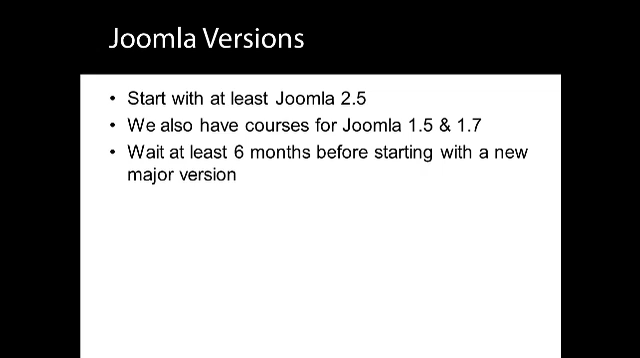 Joomla Versions
• Start with at least Joomla 2.5
• We also have courses for Joomla 1.5 & 1.7
• Wait at least 6 months before starting with a new
major version